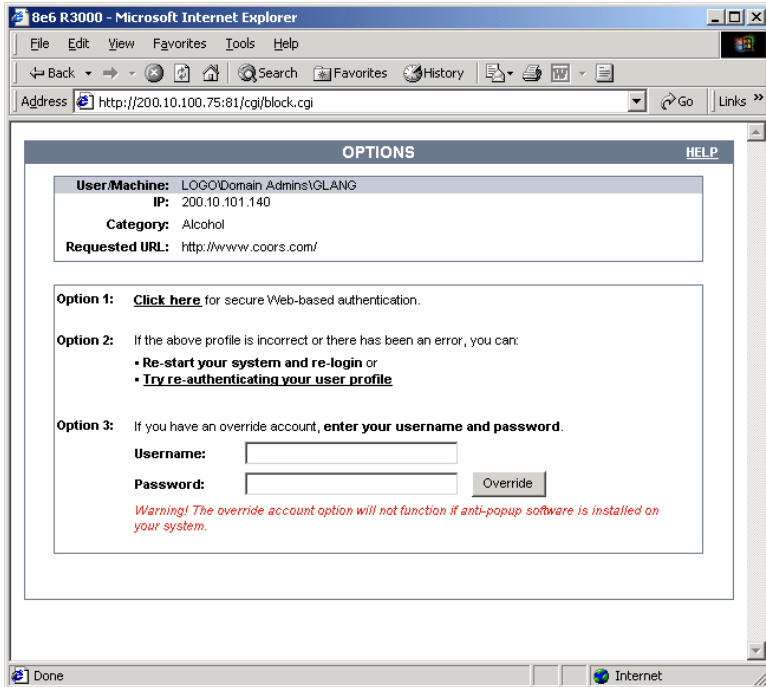 8e6 R3000 - Microsoft Internet Explorer
File Edit View Favorites Tools Help
Back Search Favorites History
Address http://200.10.100.75:81/cgi/block.cgi Go Links »
OPTIONS HELP
User/Machine: LOGO\Domain Admins\GLANG
IP: 200.10.101.140
Category: Alcohol
Requested URL: http://www.coors.com/
Option 1: Click here for secure Web-based authentication.
Option 2: If the above profile is incorrect or there has been an error, you can:
▪ Re-start your system and re-login or
▪ Try re-authenticating your user profile
Option 3: If you have an override account, enter your username and password.
Username:
Password: Override
Warning! The override account option will not function if anti-popup software is installed on
your system.
Done Internet